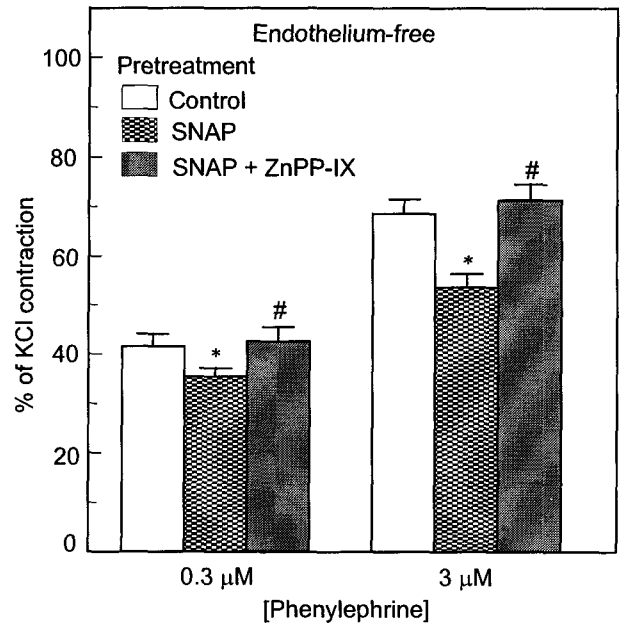 Endothelium-free
Pretreatment
Control
SNAP
SNAP + ZnPP-IX
% of KCl contraction
100
80
60
40
20
0
*
#
*
#
0.3 μM
3 μM
[Phenylephrine]